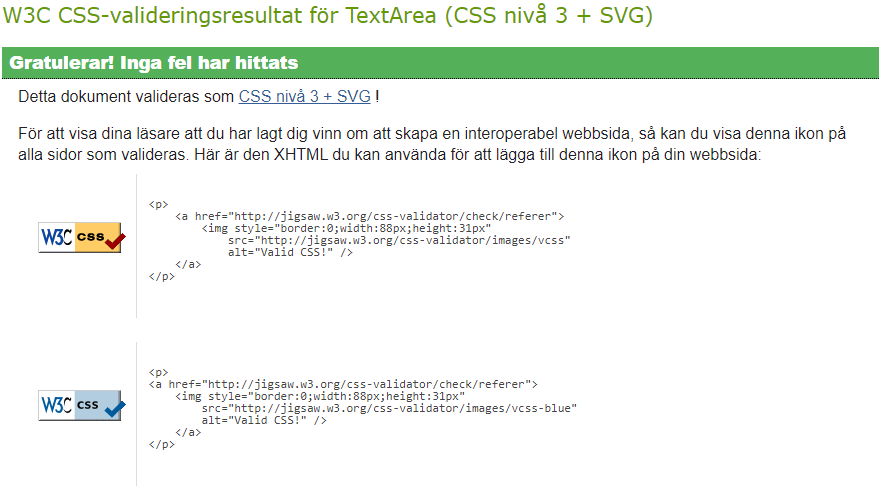 W3C CSS-valideringsresultat för TextArea (CSS nivå 3 + SVG)
Gratulerar! Inga fel har hittats
Detta dokument valideras som CSS nivå 3 + SVG !
För att visa dina läsare att du har lagt dig vinn om att skapa en interoperabel webbsida, så kan du visa denna ikon på
alla sidor som valideras. Här är den XHTML du kan använda för att lägga till denna ikon på din webbsida:
W3C css
<p>
    <a href="http://jigsaw.w3.org/css-validator/check/referer">
        <img style="border:0;width:88px;height:31px"
            src="http://jigsaw.w3.org/css-validator/images/vcss"
            alt="Valid CSS!" />
    </a>
</p>
W3C css
<p>
<a href="http://jigsaw.w3.org/css-validator/check/referer">
    <img style="border:0;width:88px;height:31px"
        src="http://jigsaw.w3.org/css-validator/images/vcss-blue"
        alt="Valid CSS!" />
    </a>
</p>